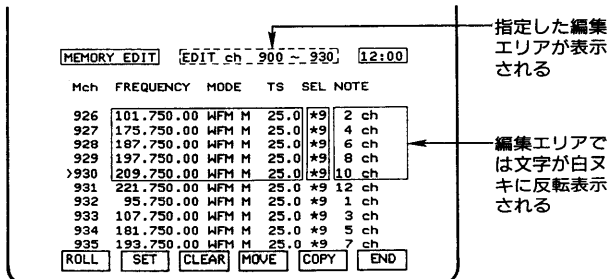 MEMORY EDIT EDIT ch 900 ~ 930 12:00
Mch FREQUENCY MODE TS SEL NOTE
926 101.750.00 WFM M 25.0 *9 2 ch
927 175.750.00 WFM M 25.0 *9 4 ch
928 187.750.00 WFM M 25.0 *9 6 ch
929 197.750.00 WFM M 25.0 *9 8 ch
>930 209.750.00 WFM M 25.0 *9 10 ch
931 221.750.00 WFM M 25.0 *9 12 ch
932 95.750.00 WFM M 25.0 *9 1 ch
933 107.750.00 WFM M 25.0 *9 3 ch
934 181.750.00 WFM M 25.0 *9 5 ch
935 193.750.00 WFM M 25.0 *9 7 ch
ROLL SET CLEAR MOVE COPY END
指定した編集
エリアが表示
される
編集エリアで
は文字が白ヌ
キに反転表示
される